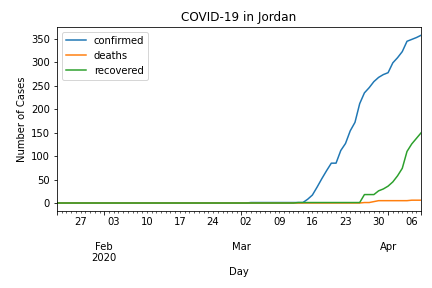 COVID-19 in Jordan
confirmed
deaths
recovered
Number of Cases
350
300
250
200
150
100
50
0
27 03 10 17 24 02 09 16 23 30 06
Feb Mar Apr
2020
Day